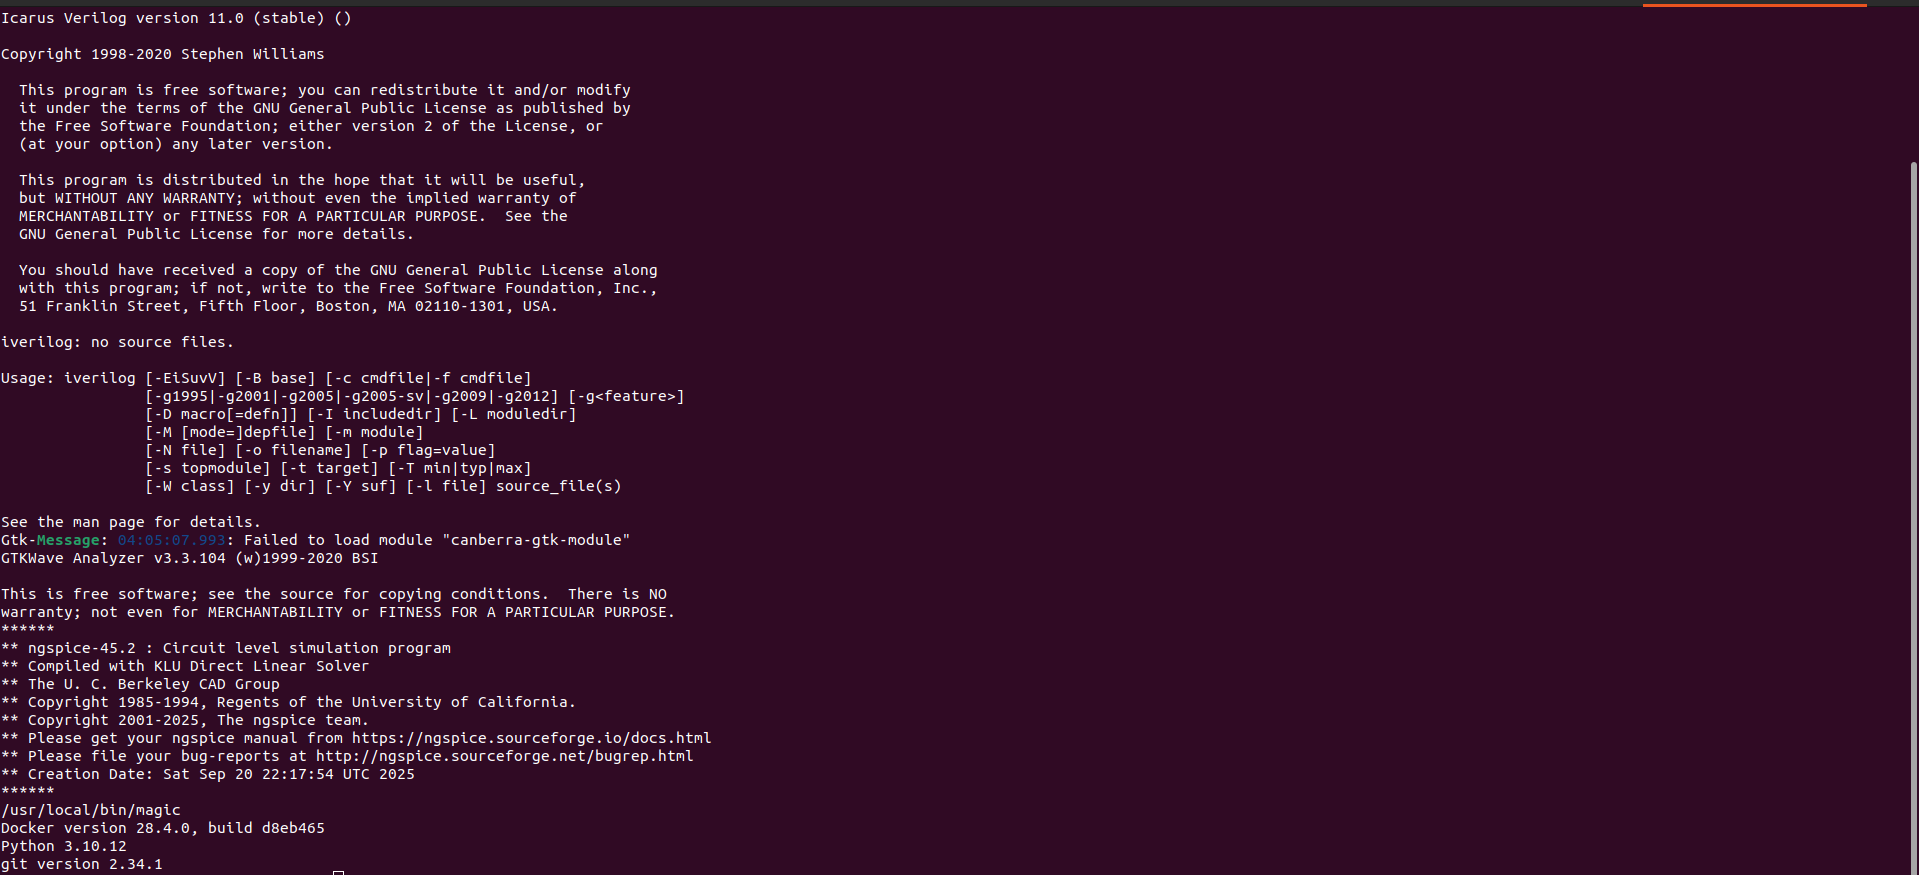 Icarus Verilog version 11.0 (stable) ()
Copyright 1998-2020 Stephen Williams
  This program is free software; you can redistribute it and/or modify
  it under the terms of the GNU General Public License as published by
  the Free Software Foundation; either version 2 of the License, or
  (at your option) any later version.
  This program is distributed in the hope that it will be useful,
  but WITHOUT ANY WARRANTY; without even the implied warranty of
  MERCHANTABILITY or FITNESS FOR A PARTICULAR PURPOSE.  See the
  GNU General Public License for more details.
  You should have received a copy of the GNU General Public License along
  with this program; if not, write to the Free Software Foundation, Inc.,
  51 Franklin Street, Fifth Floor, Boston, MA 02110-1301, USA.
iverilog: no source files.
Usage: iverilog [-EiSuvV] [-B base] [-c cmdfile|-f cmdfile]
                [-g1995|-g2001|-g2005|-g2005-sv|-g2009|-g2012] [-g<feature>]
                [-D macro[=defn]] [-I includedir] [-L moduledir]
                [-M [mode=]depfile] [-m module]
                [-N file] [-o filename] [-p flag=value]
                [-s topmodule] [-t target] [-T min|typ|max]
                [-W class] [-y dir] [-Y suf] [-l file] source_file(s)
See the man page for details.
Gtk-Message: 04:05:07.993: Failed to load module "canberra-gtk-module"
GTKWave Analyzer v3.3.104 (w)1999-2020 BSI
This is free software; see the source for copying conditions.  There is NO
warranty; not even for MERCHANTABILITY or FITNESS FOR A PARTICULAR PURPOSE.
******
** ngspice-45.2 : Circuit level simulation program
** Compiled with KLU Direct Linear Solver
** The U. C. Berkeley CAD Group
** Copyright 1985-1994, Regents of the University of California.
** Copyright 2001-2025, The ngspice team.
** Please get your ngspice manual from https://ngspice.sourceforge.io/docs.html
** Please file your bug-reports at http://ngspice.sourceforge.net/bugrep.html
** Creation Date: Sat Sep 20 22:17:54 UTC 2025
******
/usr/local/bin/magic
Docker version 28.4.0, build d8eb465
Python 3.10.12
git version 2.34.1